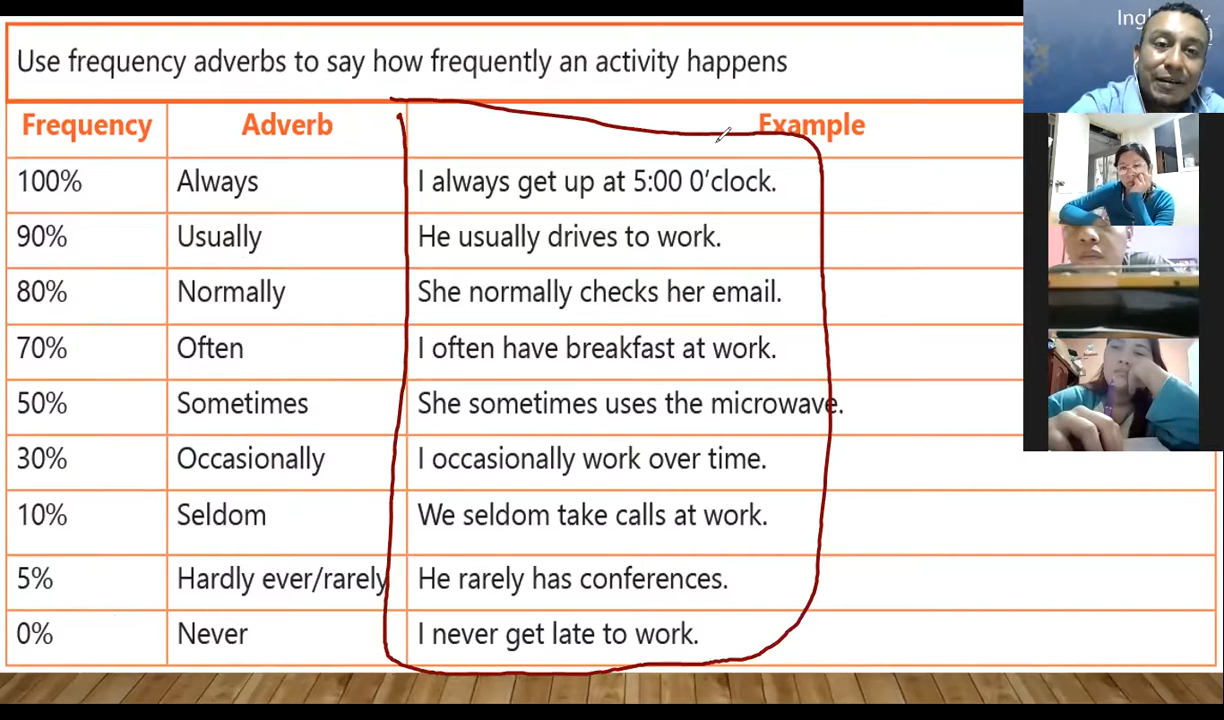 Use frequency adverbs to say how frequently an activity happens
Frequency Adverb Example
100% Always I always get up at 5:00 0’clock.
90% Usually He usually drives to work.
80% Normally She normally checks her email.
70% Often I often have breakfast at work.
50% Sometimes She sometimes uses the microwave.
30% Occasionally I occasionally work over time.
10% Seldom We seldom take calls at work.
5% Hardly ever/rarely He rarely has conferences.
0% Never I never get late to work.